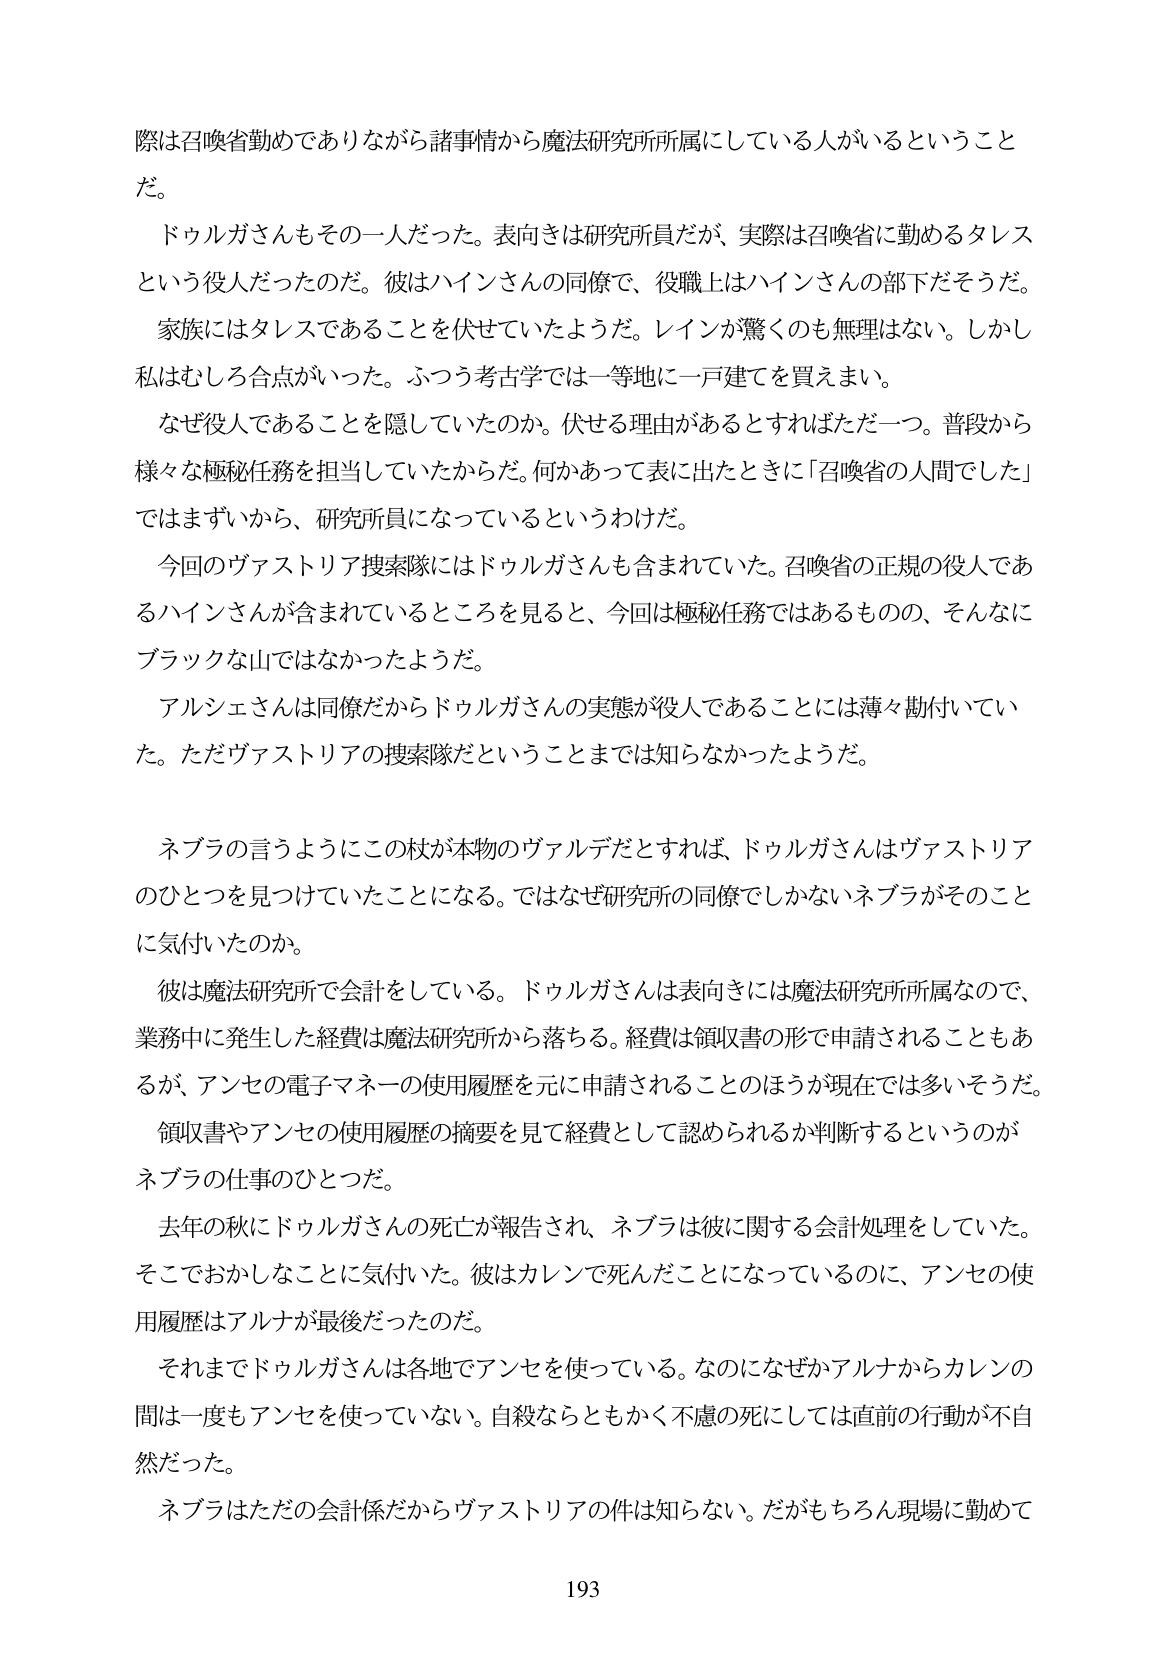 際は召喚省勤めでありながら諸事情から魔法研究所所属にしている人がいるということ
だ。
　ドゥルガさんもその一人だった。表向きは研究所員だが、実際は召喚省に勤めるタレス
という役人だったのだ。彼はハインさんの同僚で、役職上はハインさんの部下だそうだ。
　家族にはタレスであることを伏せていたようだ。レインが驚くのも無理はない。しかし
私はむしろ合点がいった。ふつう考古学では一等地に一戸建てを買えまい。
　なぜ役人であることを隠していたのか。伏せる理由があるとすればただ一つ。普段から
様々な極秘任務を担当していたからだ。何かあって表に出たときに「召喚省の人間でした」
ではまずいから、研究所員になっているというわけだ。
　今回のヴァストリア捜索隊にはドゥルガさんも含まれていた。召喚省の正規の役人であ
るハインさんが含まれているところを見ると、今回は極秘任務ではあるものの、そんなに
ブラックな山ではなかったようだ。
　アルシェさんは同僚だからドゥルガさんの実態が役人であることには薄々勘付いてい
た。ただヴァストリアの捜索隊だということまでは知らなかったようだ。
　ネブラの言うようにこの杖が本物のヴァルデだとすれば、ドゥルガさんはヴァストリア
のひとつを見つけていたことになる。ではなぜ研究所の同僚でしかないネブラがそのこと
に気付いたのか。
　彼は魔法研究所で会計をしている。ドゥルガさんは表向きには魔法研究所所属なので、
業務中に発生した経費は魔法研究所から落ちる。経費は領収書の形で申請されることもあ
るが、アンセの電子マネーの使用履歴を元に申請されることのほうが現在では多いそうだ。
　領収書やアンセの使用履歴の摘要を見て経費として認められるか判断するというのが
ネブラの仕事のひとつだ。
　去年の秋にドゥルガさんの死亡が報告され、ネブラは彼に関する会計処理をしていた。
そこでおかしなことに気付いた。彼はカレンで死んだことになっているのに、アンセの使
用履歴はアルナが最後だったのだ。
　それまでドゥルガさんは各地でアンセを使っている。なのになぜかアルナからカレンの
間は一度もアンセを使っていない。自殺ならともかく不慮の死にしては直前の行動が不自
然だった。
　ネブラはただの会計係だからヴァストリアの件は知らない。だがもちろん現場に勤めて
193